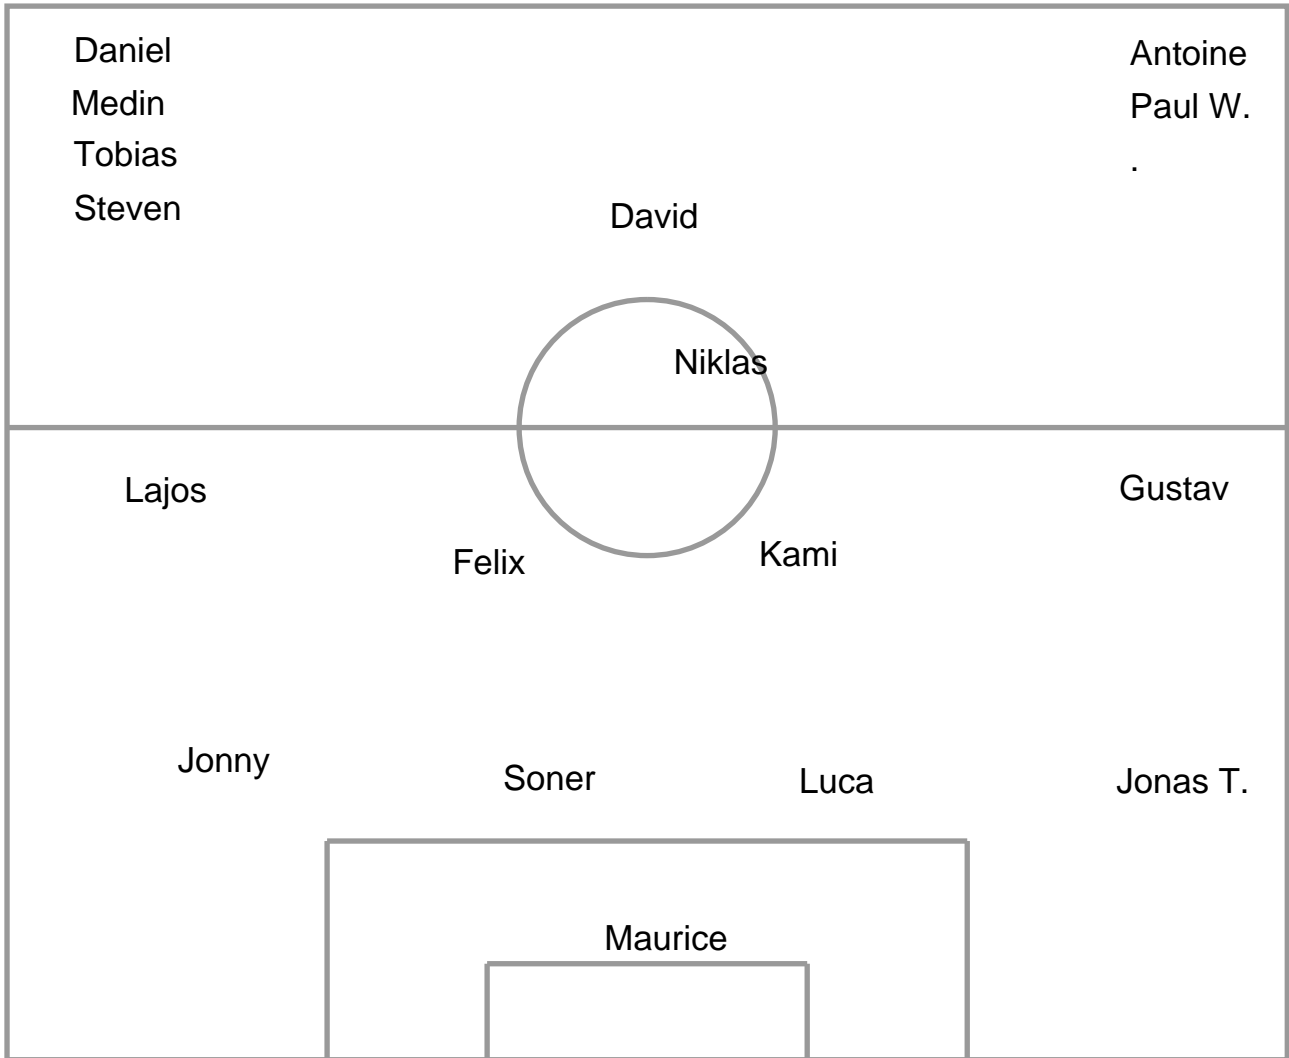 Daniel
Antoine
Medin
Paul W.
Tobias
.
Steven
David
Niklas
Lajos
Gustav
Felix
Kami
Jonny
Soner
Luca
Jonas T.
Maurice